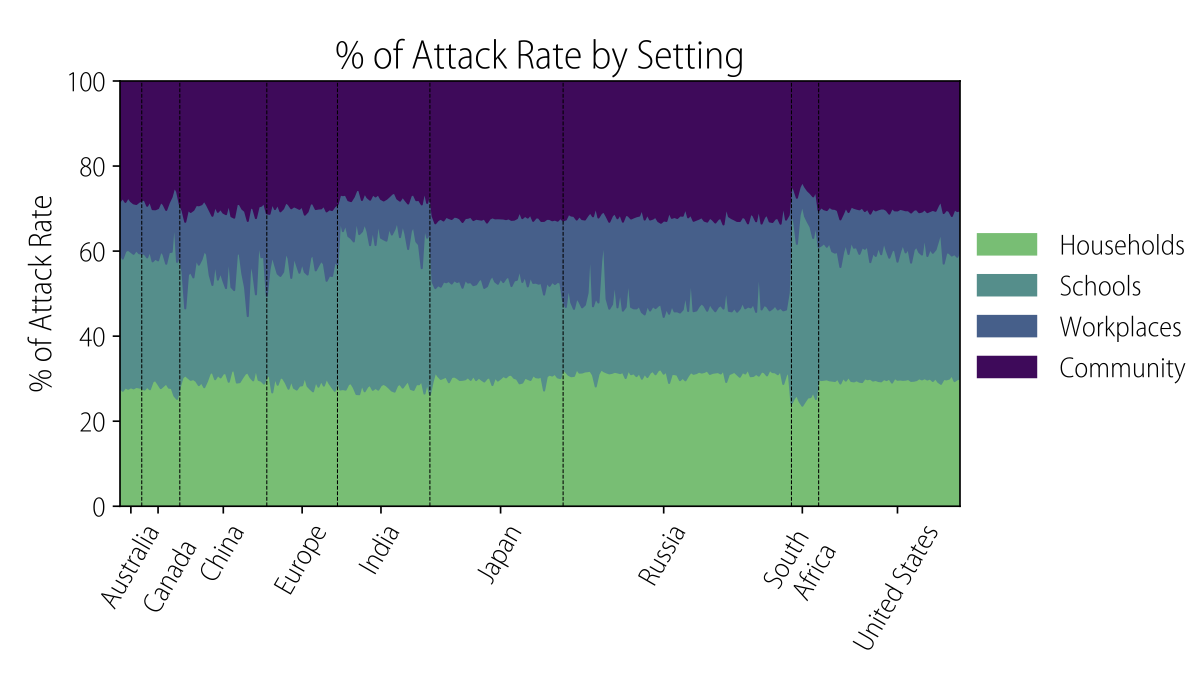 % of Attack Rate by Setting
% of Attack Rate
100
80
60
40
20
0
Australia
Canada
China
Europe
India
Japan
Russia
South
Africa
United States
Households
Schools
Workplaces
Community